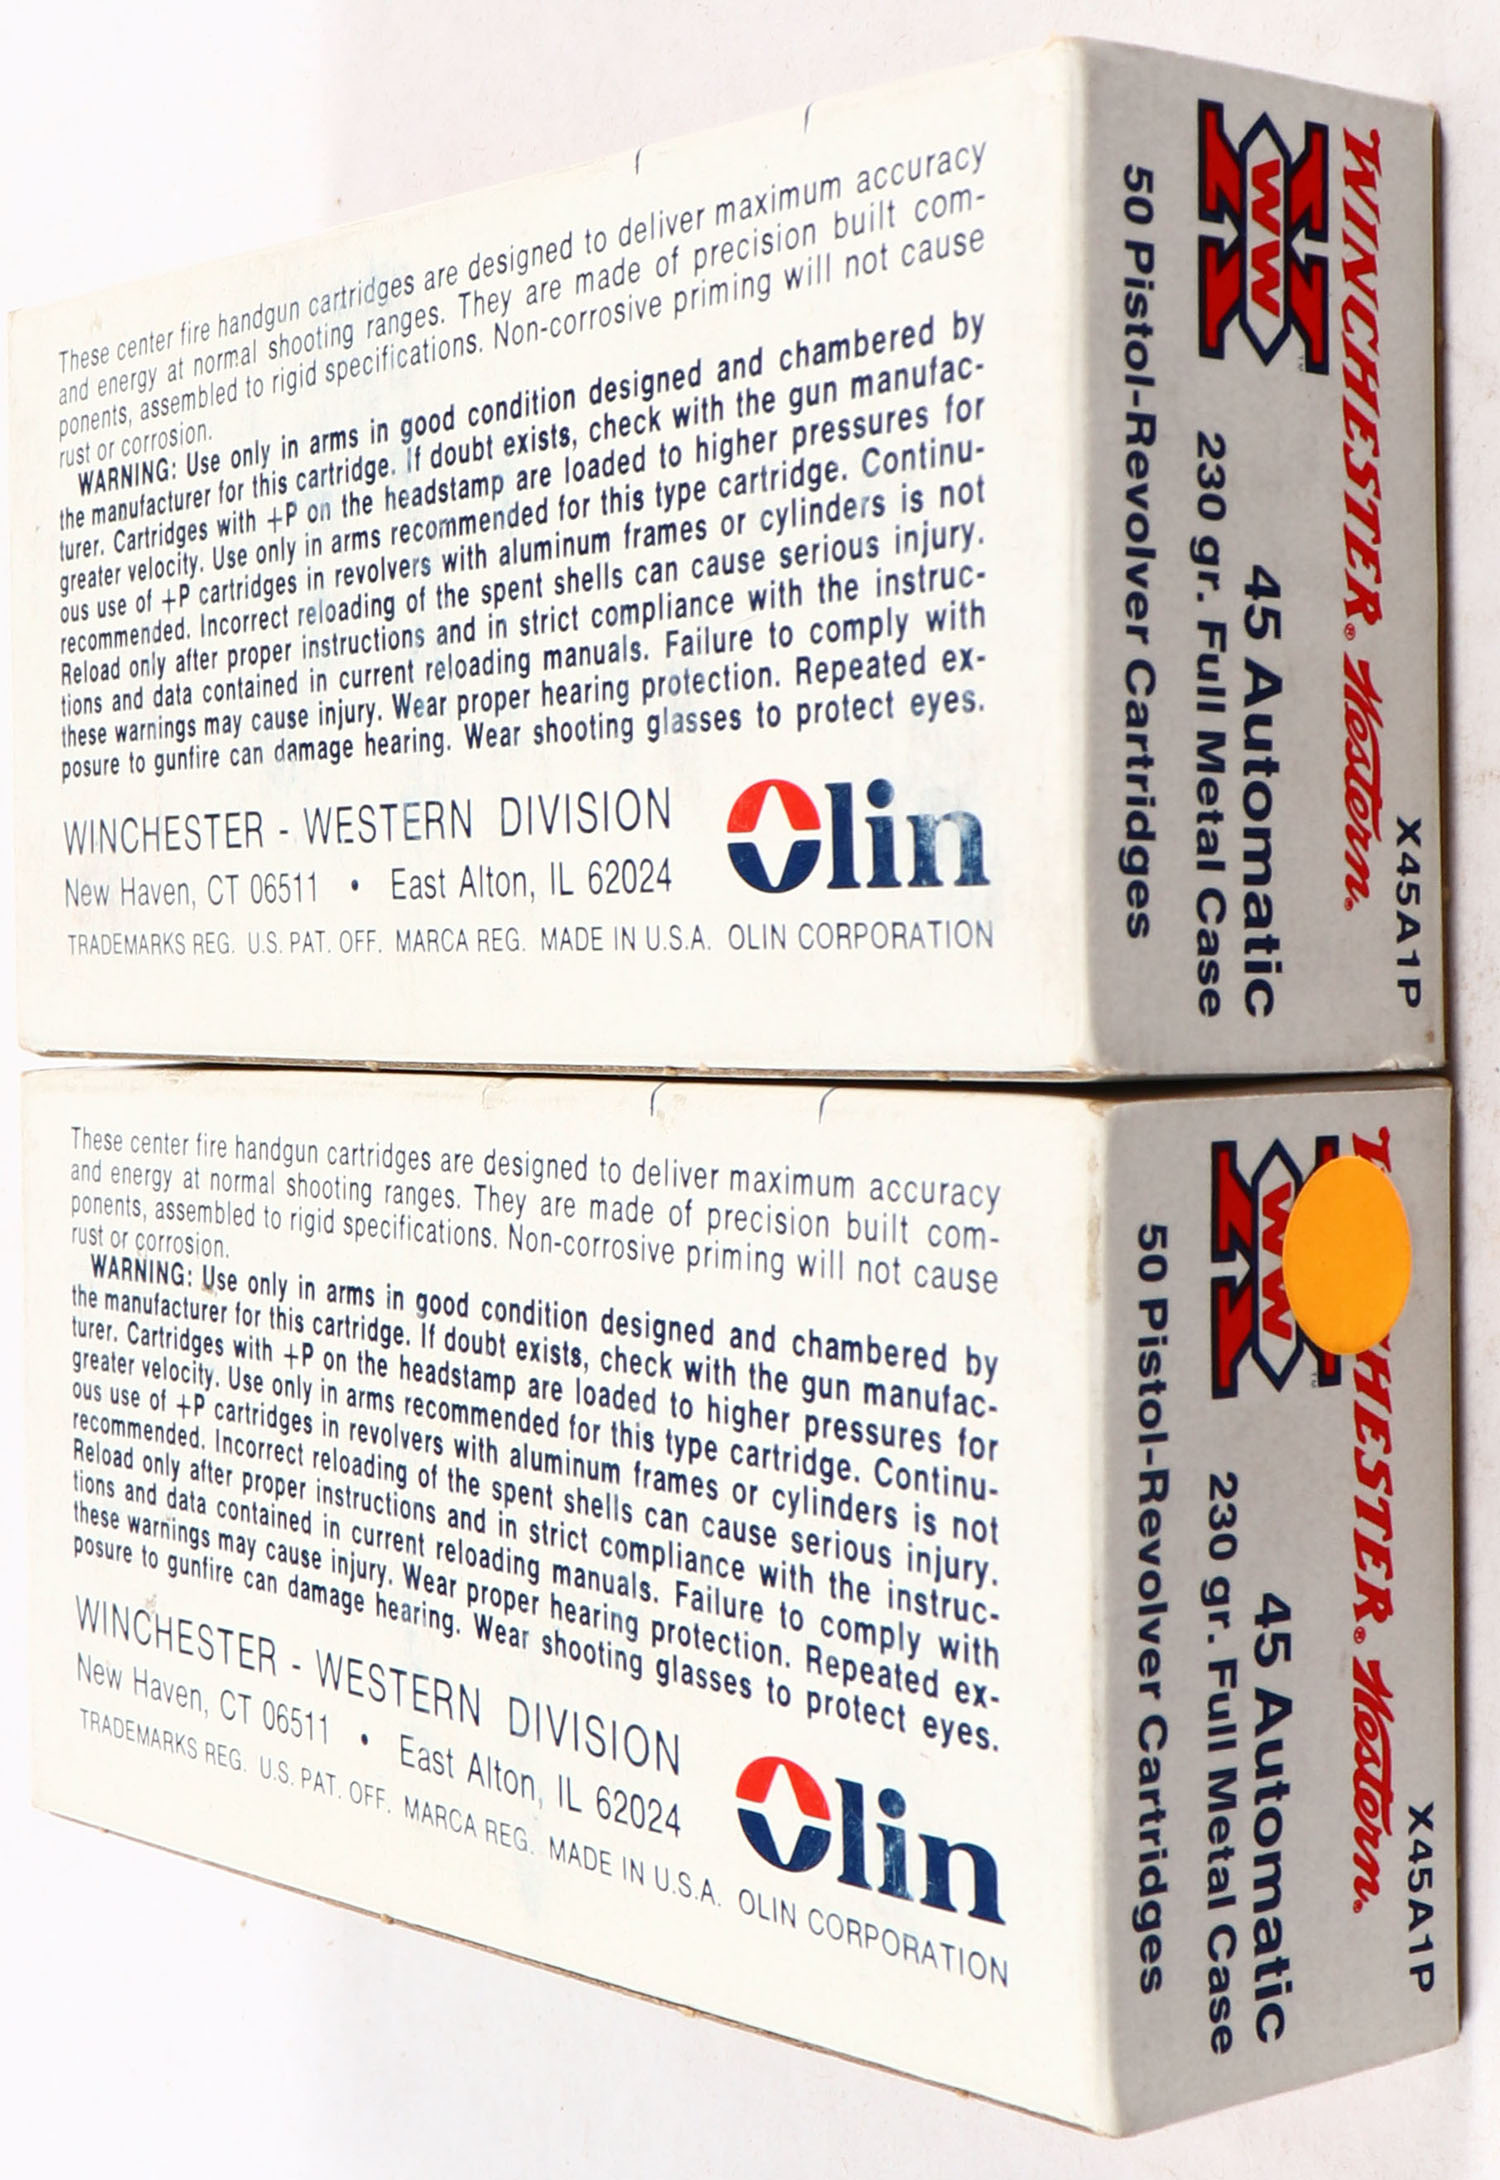 These center fire handgun cartridges are designed to deliver maximum accuracy
and energy at normal shooting ranges. They are made of precision built com-
ponents, assembled to rigid specifications. Non-corrosive priming will not cause
rust or corrosion.
WARNING: Use only in arms in good condition designed and chambered by
the manufacturer for this cartridge. If doubt exists, check with the gun manufac-
turer. Cartridges with +P on the headstamp are loaded to higher pressures for
greater velocity. Use only in arms recommended for this type cartridge. Continu-
ous use of +P cartridges in revolvers with aluminum frames or cylinders is not
recommended. Incorrect reloading of the spent shells can cause serious injury.
Reload only after proper instructions and in strict compliance with the instruc-
tions and data contained in current reloading manuals. Failure to comply with
these warnings may cause injury. Wear proper hearing protection. Repeated ex-
posure to gunfire can damage hearing. Wear shooting glasses to protect eyes.
WINCHESTER - WESTERN DIVISION
New Haven, CT 06511 • East Alton, IL 62024
Olin
TRADEMARKS REG. U.S. PAT. OFF. MARCA REG. MADE IN U.S.A. OLIN CORPORATION
X45A1P
WINCHESTER® Western®
X WW ™
45 Automatic
230 gr. Full Metal Case
50 Pistol-Revolver Cartridges
These center fire handgun cartridges are designed to deliver maximum accuracy
and energy at normal shooting ranges. They are made of precision built com-
ponents, assembled to rigid specifications. Non-corrosive priming will not cause
rust or corrosion.
WARNING: Use only in arms in good condition designed and chambered by
the manufacturer for this cartridge. If doubt exists, check with the gun manufac-
turer. Cartridges with +P on the headstamp are loaded to higher pressures for
greater velocity. Use only in arms recommended for this type cartridge. Continu-
ous use of +P cartridges in revolvers with aluminum frames or cylinders is not
recommended. Incorrect reloading of the spent shells can cause serious injury.
Reload only after proper instructions and in strict compliance with the instruc-
tions and data contained in current reloading manuals. Failure to comply with
these warnings may cause injury. Wear proper hearing protection. Repeated ex-
posure to gunfire can damage hearing. Wear shooting glasses to protect eyes.
WINCHESTER - WESTERN DIVISION
New Haven, CT 06511 • East Alton, IL 62024
Olin
TRADEMARKS REG. U.S. PAT. OFF. MARCA REG. MADE IN U.S.A. OLIN CORPORATION
X45A1P
HESTER® Western®
X WW ™
45 Automatic
230 gr. Full Metal Case
50 Pistol-Revolver Cartridges